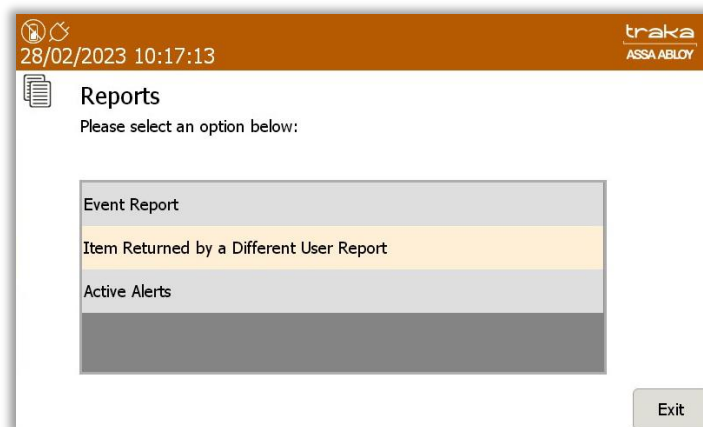 traka
28/02/2023 10:17:13
ASSA ABLOY
Reports
Please select an option below:
Event Report
Item Returned by a Different User Report
Active Alerts
Exit